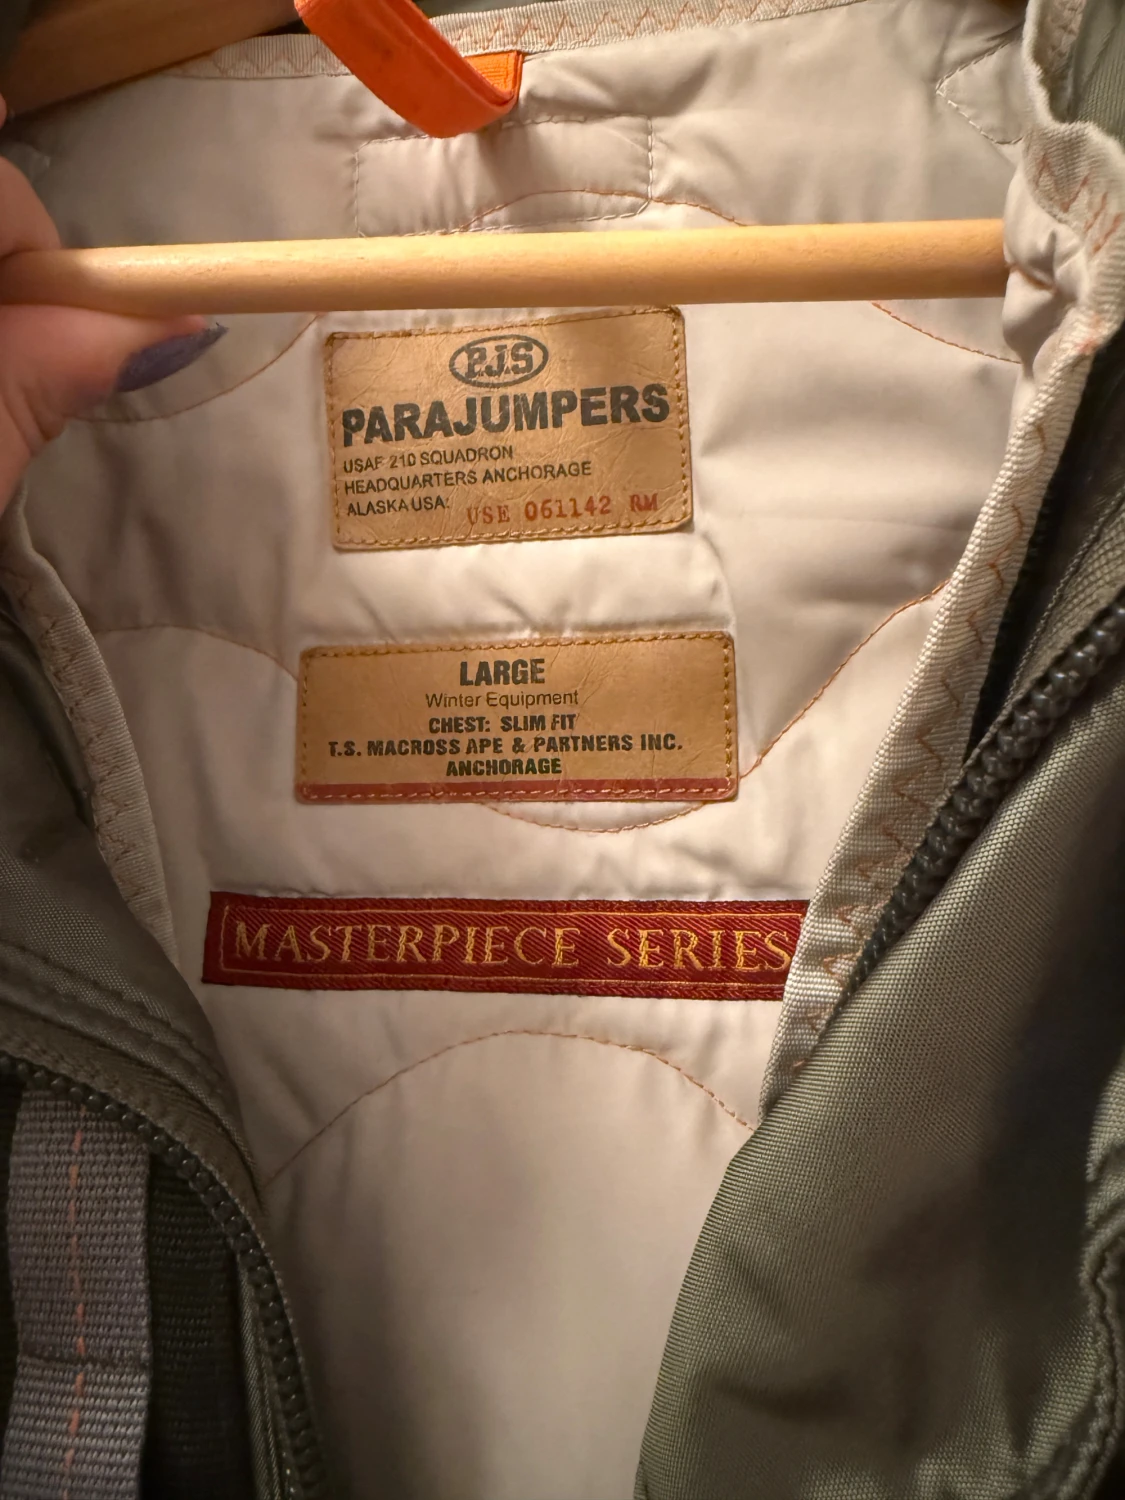 P.J.S
PARAJUMPERS
USAF 210 SQUADRON
HEADQUARTERS ANCHORAGE
ALASKA USA: USE 061142 RM
LARGE
Winter Equipment
CHEST: SLIM FIT
T.S. MACROSS APE & PARTNERS INC.
ANCHORAGE
MASTERPIECE SERIES